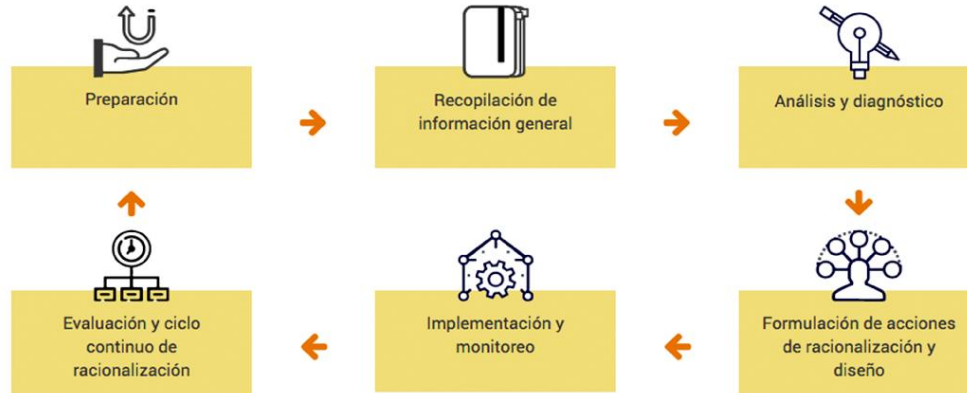 Preparación
Recopilación de
información general
Análisis y diagnóstico
Evaluación y ciclo
continuo de
racionalización
Implementación y
monitoreo
Formulación de acciones
de racionalización y
diseño